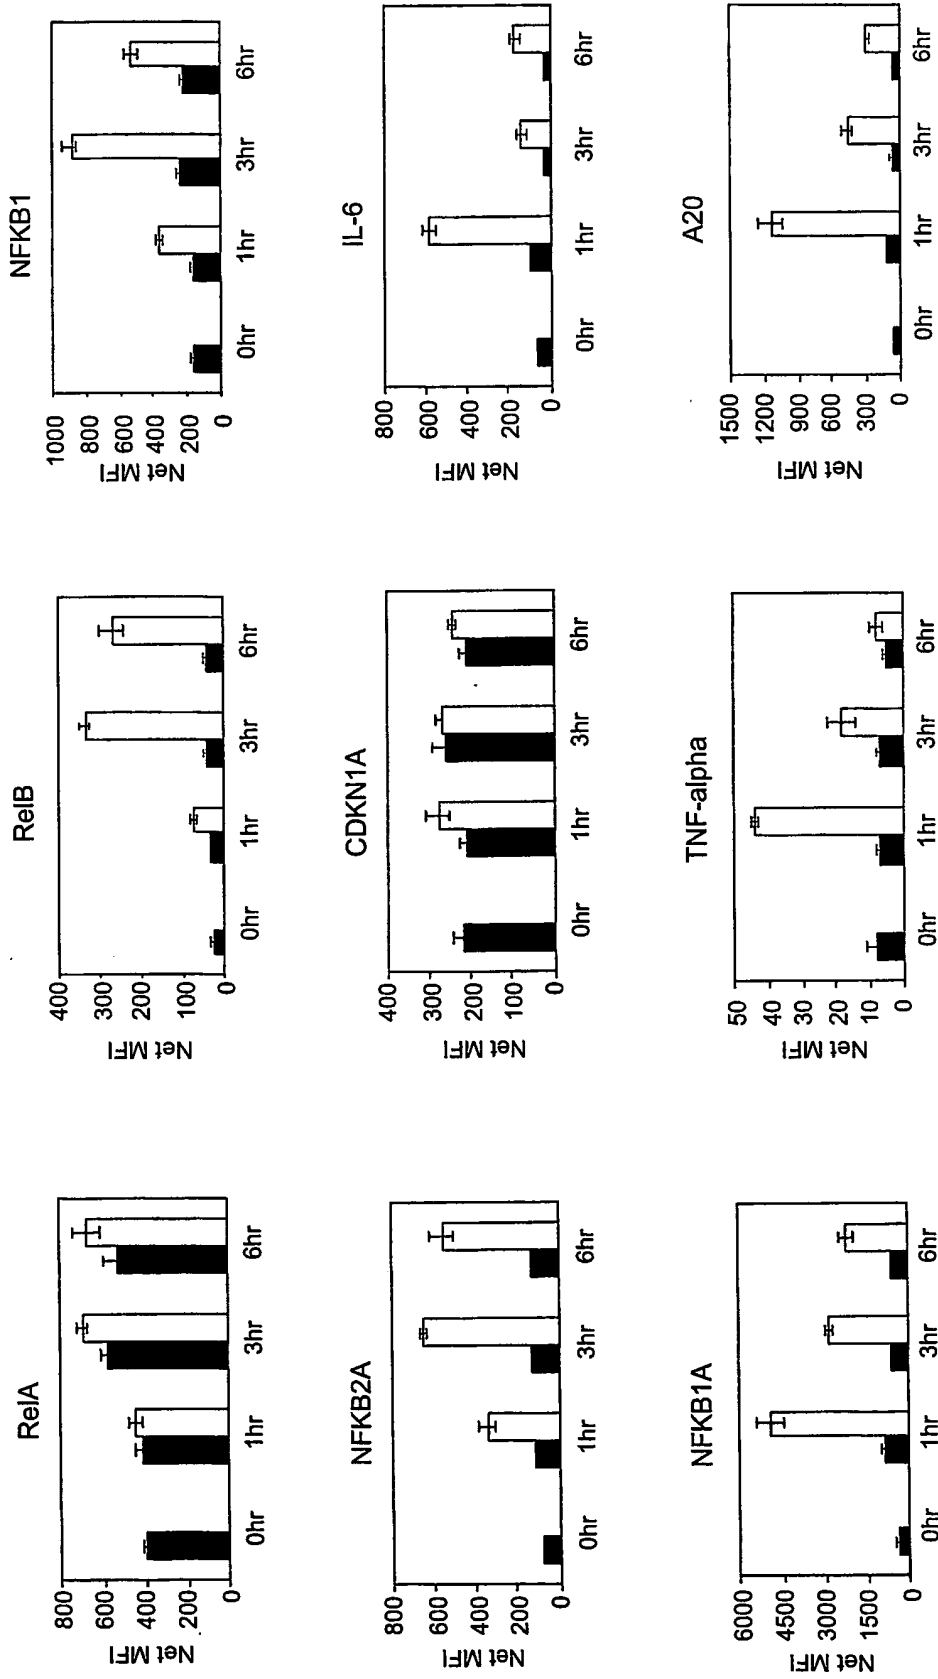 RelA
Net MFI
800
600
400
200
0
0hr 1hr 3hr 6hr
RelB
Net MFI
400
300
200
100
0
0hr 1hr 3hr 6hr
NFKB1
Net MFI
1000
800
600
400
200
0
0hr 1hr 3hr 6hr
NFKB2A
Net MFI
800
600
400
200
0
0hr 1hr 3hr 6hr
CDKN1A
Net MFI
400
300
200
100
0
0hr 1hr 3hr 6hr
IL-6
Net MFI
800
600
400
200
0
0hr 1hr 3hr 6hr
NFKB1A
Net MFI
6000
4500
3000
1500
0
0hr 1hr 3hr 6hr
TNF-alpha
Net MFI
50
40
30
20
10
0
0hr 1hr 3hr 6hr
A20
Net MFI
1500
1200
900
600
300
0
0hr 1hr 3hr 6hr